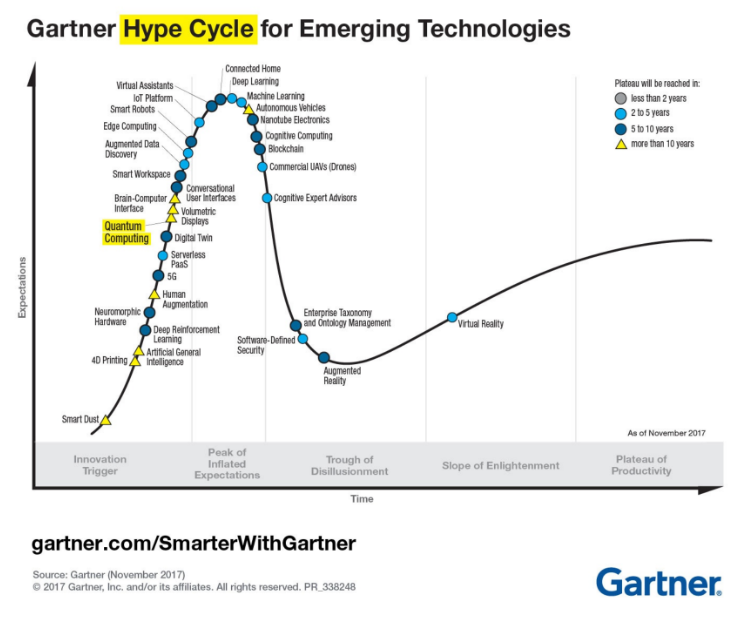 Gartner Hype Cycle for Emerging Technologies
Expectations
Connected Home
Deep Learning
Virtual Assistants
Machine Learning
IoT Platform
Autonomous Vehicles
Smart Robots
Nanotube Electronics
Edge Computing
Cognitive Computing
Augmented Data
Discovery
Blockchain
Commercial UAVs (Drones)
Smart Workspace
Conversational
User Interfaces
Cognitive Expert Advisors
Brain-Computer
Interface
Volumetric
Displays
Quantum
Computing
Digital Twin
Serverless
PaaS
5G
Human
Augmentation
Neuromorphic
Hardware
Deep Reinforcement
Learning
Artificial General
Intelligence
4D Printing
Smart Dust
Enterprise Taxonomy
and Ontology Management
Software-Defined
Security
Augmented
Reality
Virtual Reality
Plateau will be reached in:
less than 2 years
2 to 5 years
5 to 10 years
more than 10 years
As of November 2017
Innovation
Trigger
Peak of
Inflated
Expectations
Trough of
Disillusionment
Slope of Enlightenment
Plateau of
Productivity
Time
gartner.com/SmarterWithGartner
Source: Gartner (November 2017)
© 2017 Gartner, Inc. and/or its affiliates. All rights reserved. PR_338248
Gartner.